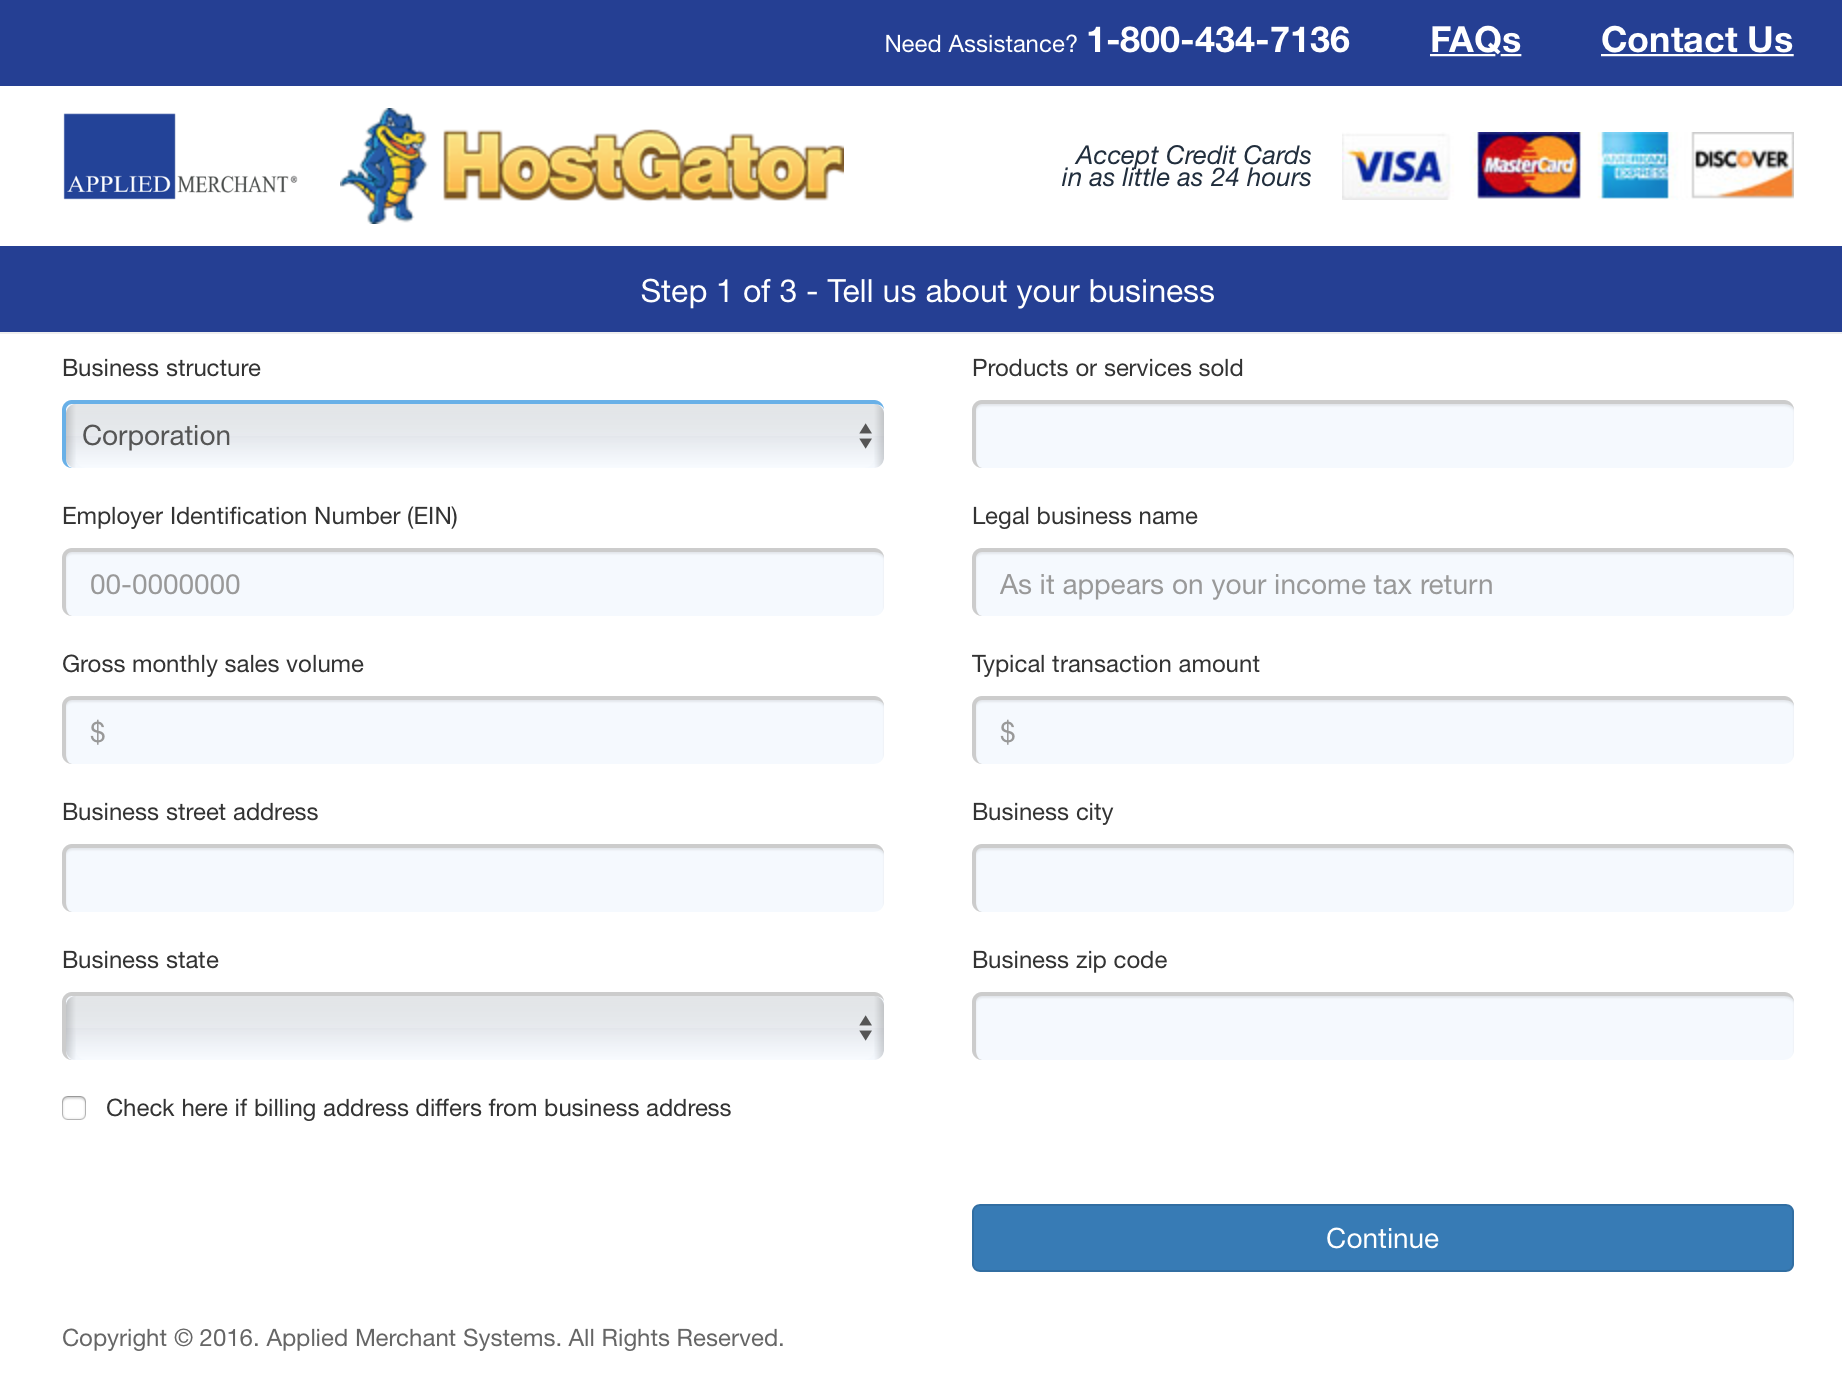 Need Assistance? 1-800-434-7136 FAQs Contact Us
APPLIED MERCHANT®
HostGator
Accept Credit Cards
in as little as 24 hours
VISA
MasterCard
AMERICAN
EXPRESS
DISCOVER
Step 1 of 3 - Tell us about your business
Business structure
Products or services sold
Corporation
Employer Identification Number (EIN)
Legal business name
00-0000000
As it appears on your income tax return
Gross monthly sales volume
Typical transaction amount
$
$
Business street address
Business city
Business state
Business zip code
Check here if billing address differs from business address
Continue
Copyright © 2016. Applied Merchant Systems. All Rights Reserved.